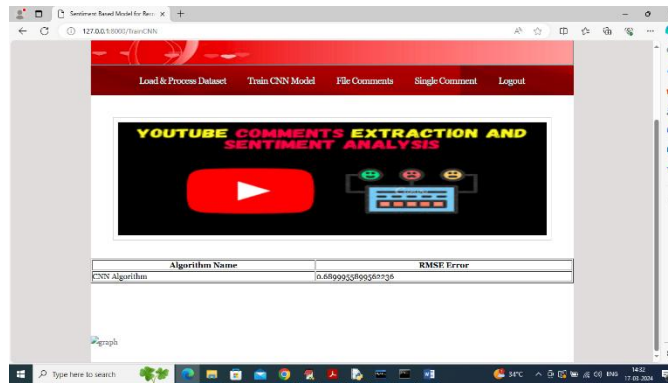 Sentiment Based Model for Rec
127.0.0.1:8000/TrainCNN
Load & Process Dataset Train CNN Model File Comments Single Comment Logout
YOUTUBE COMMENTS EXTRACTION AND
SENTIMENT ANALYSIS
Algorithm Name RMSE Error
CNN Algorithm 0.6899955899562236
graph
Type here to search
34°C
ENG
14:32
17-03-2024